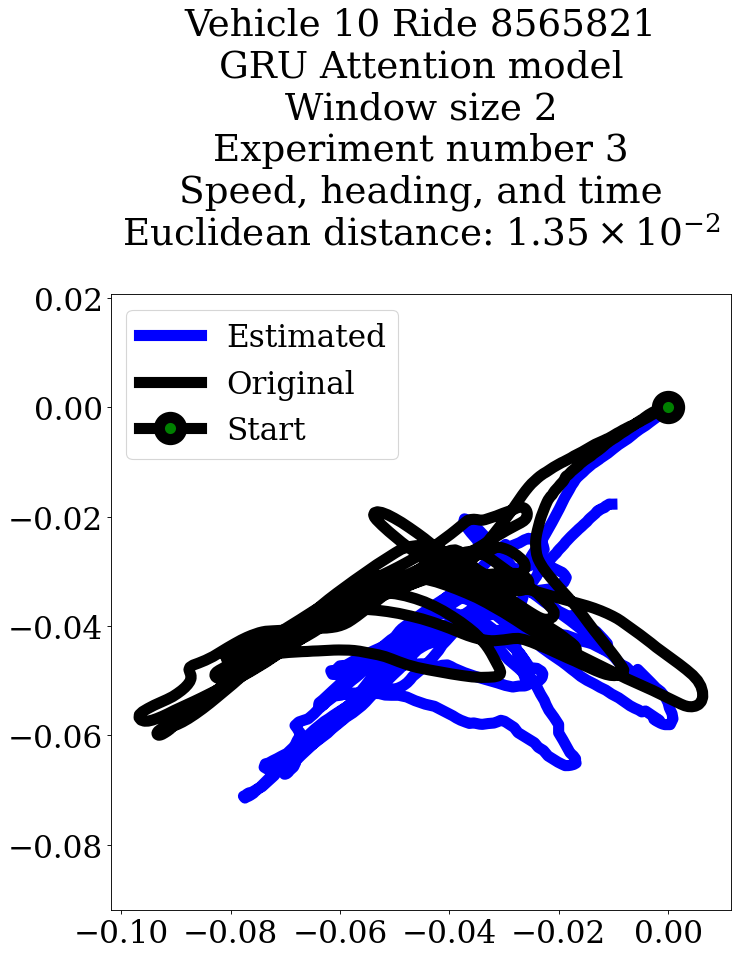 Vehicle 10 Ride 8565821
GRU Attention model
Window size 2
Experiment number 3
Speed, heading, and time
Euclidean distance: 1.35 × 10⁻²
0.02
0.00
−0.02
−0.04
−0.06
−0.08
Estimated
Original
Start
−0.10 −0.08 −0.06 −0.04 −0.02 0.00